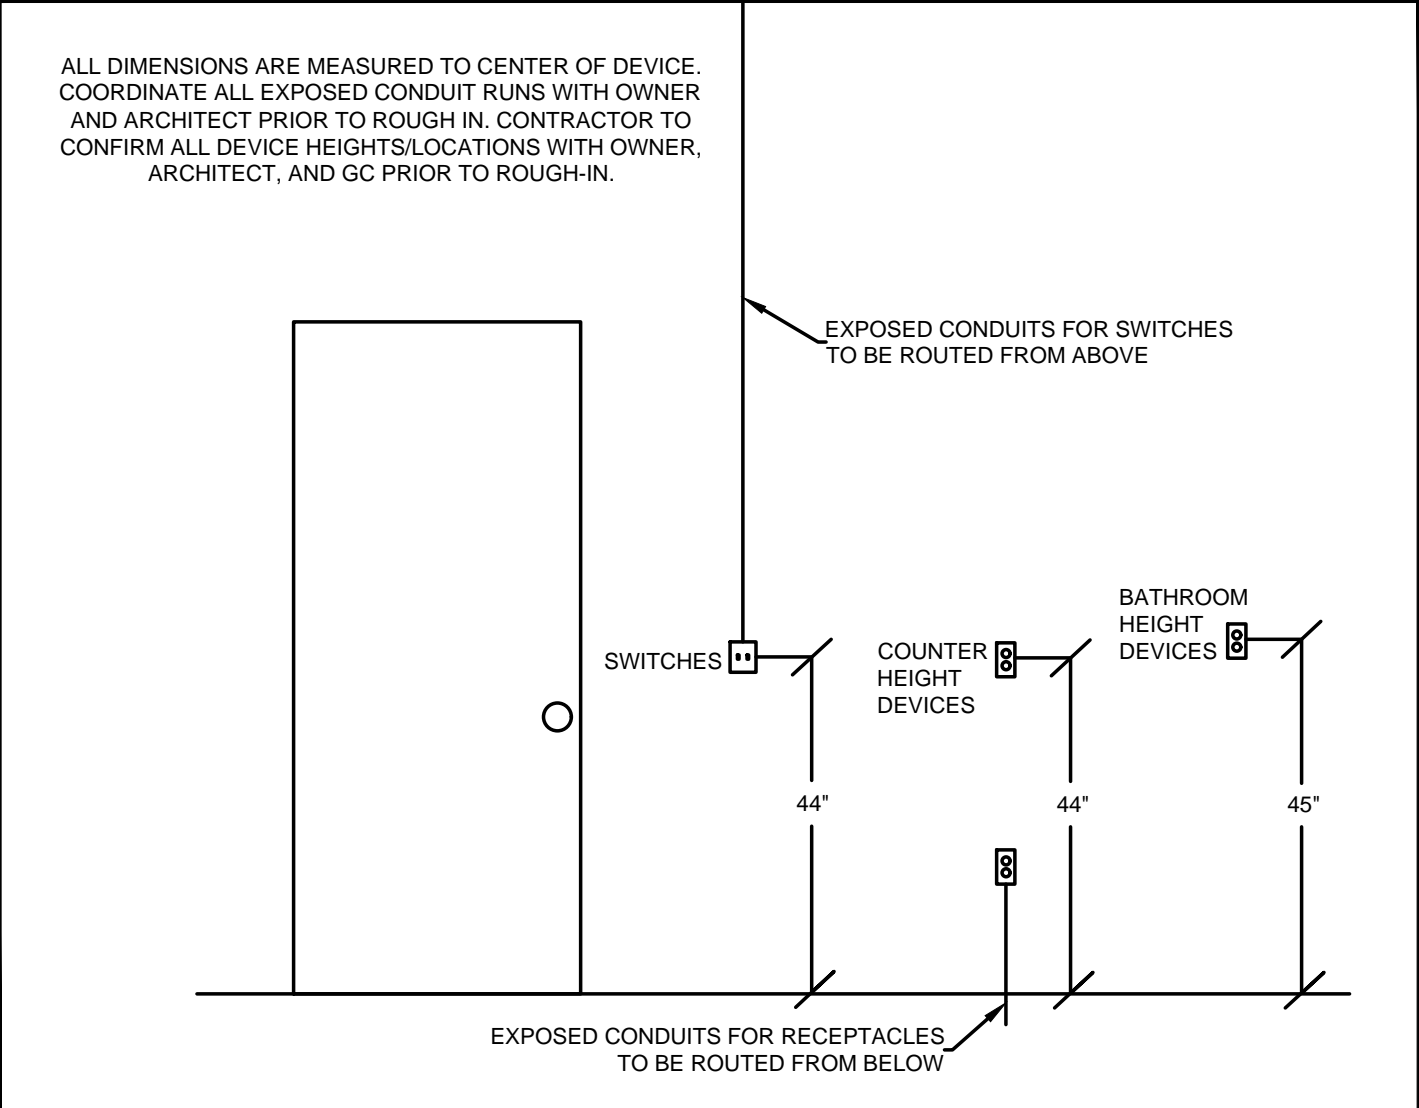 ALL DIMENSIONS ARE MEASURED TO CENTER OF DEVICE.
COORDINATE ALL EXPOSED CONDUIT RUNS WITH OWNER
AND ARCHITECT PRIOR TO ROUGH IN. CONTRACTOR TO
CONFIRM ALL DEVICE HEIGHTS/LOCATIONS WITH OWNER,
ARCHITECT, AND GC PRIOR TO ROUGH-IN.
EXPOSED CONDUITS FOR SWITCHES
TO BE ROUTED FROM ABOVE
SWITCHES
COUNTER
HEIGHT
DEVICES
BATHROOM
HEIGHT
DEVICES
44"
44"
45"
EXPOSED CONDUITS FOR RECEPTACLES
TO BE ROUTED FROM BELOW